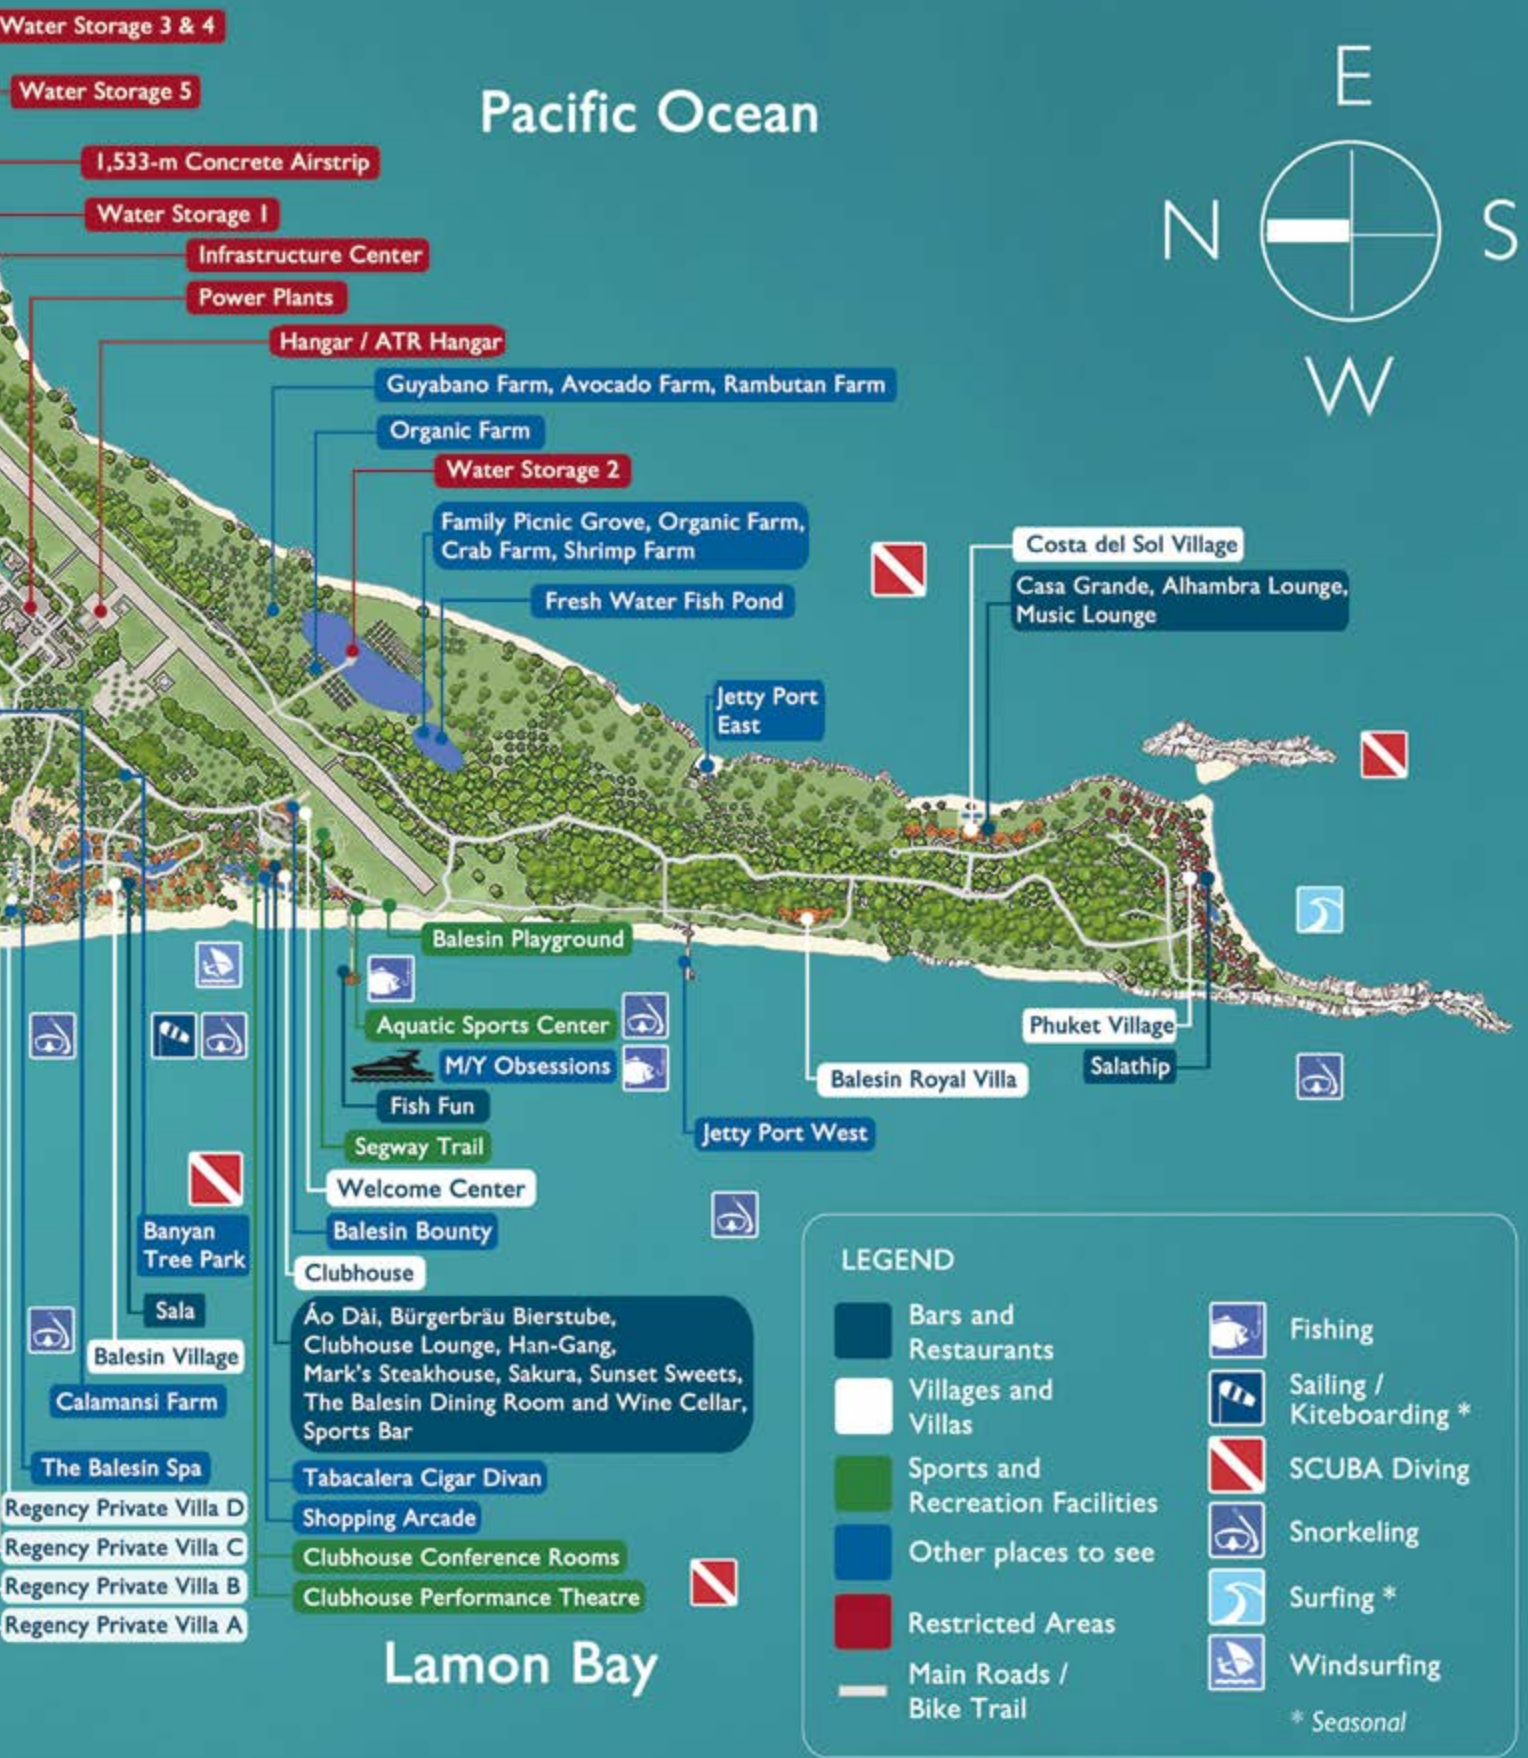 Water Storage 3 & 4
Water Storage 5
Pacific Ocean
E
N
S
W
1,533-m Concrete Airstrip
Water Storage 1
Infrastructure Center
Power Plants
Hangar / ATR Hangar
Guyabano Farm, Avocado Farm, Rambutan Farm
Organic Farm
Water Storage 2
Family Picnic Grove, Organic Farm,
Crab Farm, Shrimp Farm
Fresh Water Fish Pond
Costa del Sol Village
Casa Grande, Alhambra Lounge,
Music Lounge
Jetty Port
East
Balesin Playground
Aquatic Sports Center
M/Y Obsessions
Fish Fun
Segway Trail
Welcome Center
Balesin Bounty
Clubhouse
Phuket Village
Salathip
Balesin Royal Villa
Jetty Port West
Banyan
Tree Park
Sala
Balesin Village
Calamansi Farm
The Balesin Spa
Regency Private Villa D
Regency Private Villa C
Regency Private Villa B
Regency Private Villa A
Áo Dài, Bürgerbräu Bierstube,
Clubhouse Lounge, Han-Gang,
Mark's Steakhouse, Sakura, Sunset Sweets,
The Balesin Dining Room and Wine Cellar,
Sports Bar
Tabacalera Cigar Divan
Shopping Arcade
Clubhouse Conference Rooms
Clubhouse Performance Theatre
Lamon Bay
LEGEND
Bars and
Restaurants
Villages and
Villas
Sports and
Recreation Facilities
Other places to see
Restricted Areas
Main Roads /
Bike Trail
Fishing
Sailing /
Kiteboarding *
SCUBA Diving
Snorkeling
Surfing *
Windsurfing
* Seasonal